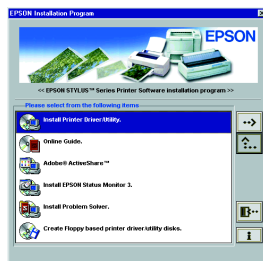 EPSON Installation Program
EPSON
<< EPSON STYLUS™ Series Printer Software installation program >>
Please select from the following items
Install Printer Driver/Utility.
Online Guide.
Adobe® ActiveShare™
Install EPSON Status Monitor 3.
Install Problem Solver.
Create Floppy based printer driver/utility disks.